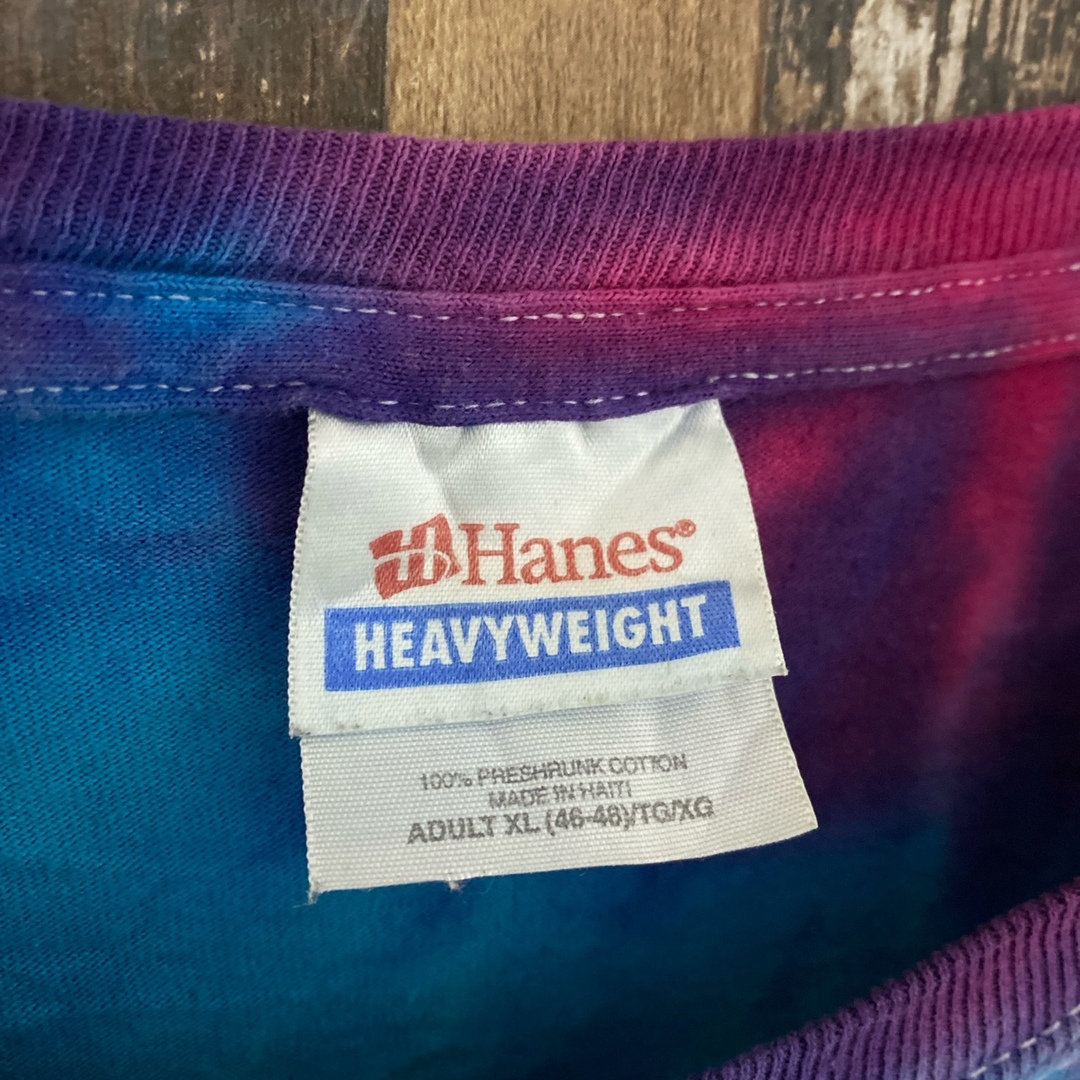 H Hanes®
HEAVYWEIGHT
100% PRESHRUNK COTTON
MADE IN HAITI
ADULT XL (46-48)/TG/XG